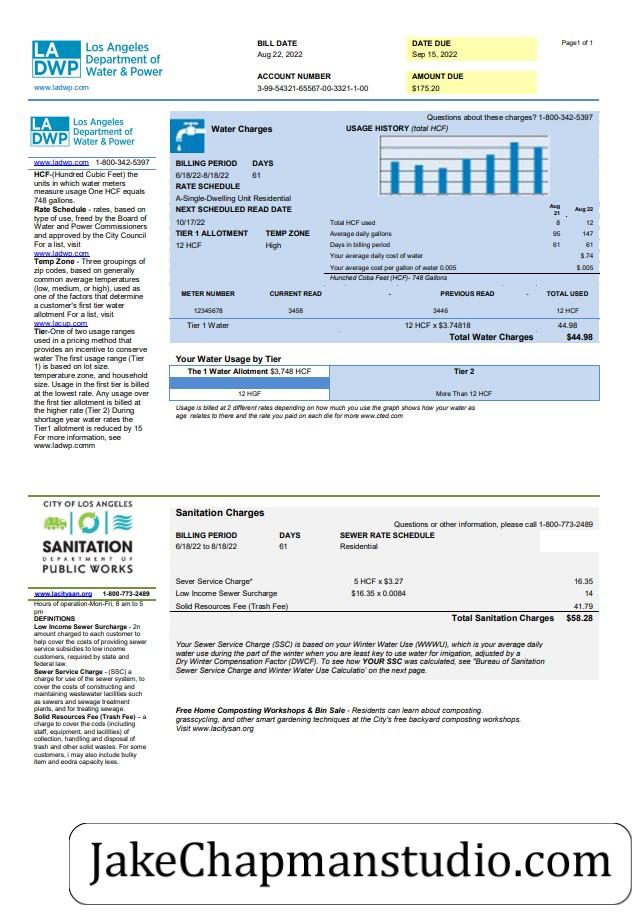 LA
DWP
Los Angeles
Department of
Water & Power
www.ladwp.com
BILL DATE
Aug 22, 2022
DATE DUE
Sep 15, 2022
Page1 of 1
ACCOUNT NUMBER
3-99-54321-65567-00-3321-1-00
AMOUNT DUE
$175.20
LA
DWP
Los Angeles
Department of
Water & Power
www.ladwp.com 1-800-342-5397
HCF-(Hundred Cubic Feet) the
units in which water meters
measure usage One HCF equals
748 gallons.
Rate Schedule - rates, based on
type of use, freed by the Board of
Water and Power Commissioners
and approved by the City Council
For a list, visit
www.ladwp.com
Temp Zone - Three groupings of
zip codes, based on generally
common average temperatures
(low, medium, or high), used as
one of the factors that determine
a customer's first tier water
allotment For a list, visit
www.lacup.com
Tier-One of two usage ranges
used in a pricing method that
provides an incentive to conserve
water The first usage range (Tier
1) is based on lot size.
temperature zone, and household
size. Usage in the first tier is billed
at the lowest rate. Any usage over
the first tier allotment is billed at
the higher rate (Tier 2) During
shortage year water rates the
Tier1 allotment is reduced by 15
For more information, see
www.ladwp.comm
Questions about these charges? 1-800-342-5397
Water Charges
USAGE HISTORY (total HCF)
BILLING PERIOD DAYS
6/18/22-8/18/22 61
RATE SCHEDULE
A-Single-Dwelling Unit Residential
NEXT SCHEDULED READ DATE
10/17/22
TIER 1 ALLOTMENT TEMP ZONE
12 HCF High
Aug 21 Aug 22
Total HCF used 8 12
Average daily gallons 95 147
Days in billing period 61 61
Your average daily cost of water $.74
Your average cost per gallon of water 0.005 $.005
Hunched Coba Feet (HCF)- 748 Gallons
METER NUMBER CURRENT READ - PREVIOUS READ - TOTAL USED
12345678 3458 3446 12 HCF
Tier 1 Water 12 HCF x $3.74818 44.98
Total Water Charges $44.98
Your Water Usage by Tier
The 1 Water Allotment $3,748 HCF Tier 2
12 HGF More Than 12 HCF
Usage is billed at 2 different rates depending on how much you use the graph shows how your water as
age relates to there and the rate you paid on each die for more www.cted.com
CITY OF LOS ANGELES
SANITATION
DEPARTMENT OF
PUBLIC WORKS
www.lacitysan.org 1-800-773-2489
Hours of operation-Mon-Fri, 8 am to 5
pm
DEFINITIONS
Low Income Sewer Surcharge - 2n
amount charged to each customer to
help cover the costs of providing sewer
service subsidies to low income
customers, required by state and
federal law.
Sewer Service Charge - (SSC) a
charge for use of the sewer system, to
cover the costs of constructing and
maintaining wastewater facilities such
as sewers and sewage treatment
plants, and for treating sewage.
Solid Resources Fee (Trash Fee) – a
charge to cover the cods (including
staff, equipment, and facilities) of
collection, handling and disposal of
trash and other solid wastes. For some
customers, i may also include bulky
item and eodra capacity lees.
Sanitation Charges
Questions or other information, please call 1-800-773-2489
BILLING PERIOD DAYS SEWER RATE SCHEDULE
6/18/22 to 8/18/22 61 Residential
Sever Service Charge* 5 HCF x $3.27 16.35
Low Income Sewer Surcharge $16.35 x 0.0084 14
Solid Resources Fee (Trash Fee) 41.79
Total Sanitation Charges $58.28
Your Sewer Service Charge (SSC) is based on your Winter Water Use (WWWU), which is your average daily
water use during the part of the winter when you are least key to use water for imigation, adjusted by a
Dry Winter Compensation Factor (DWCF). To see how YOUR SSC was calculated, see 'Bureau of Sanitation
Sewer Service Charge and Winter Water Use Calculatio' on the next page.
Free Home Composting Workshops & Bin Sale - Residents can learn about composting.
grasscycling, and other smart gardening techniques at the City's free backyard composting workshops.
Visit www.lacitysan.org
JakeChapmanstudio.com